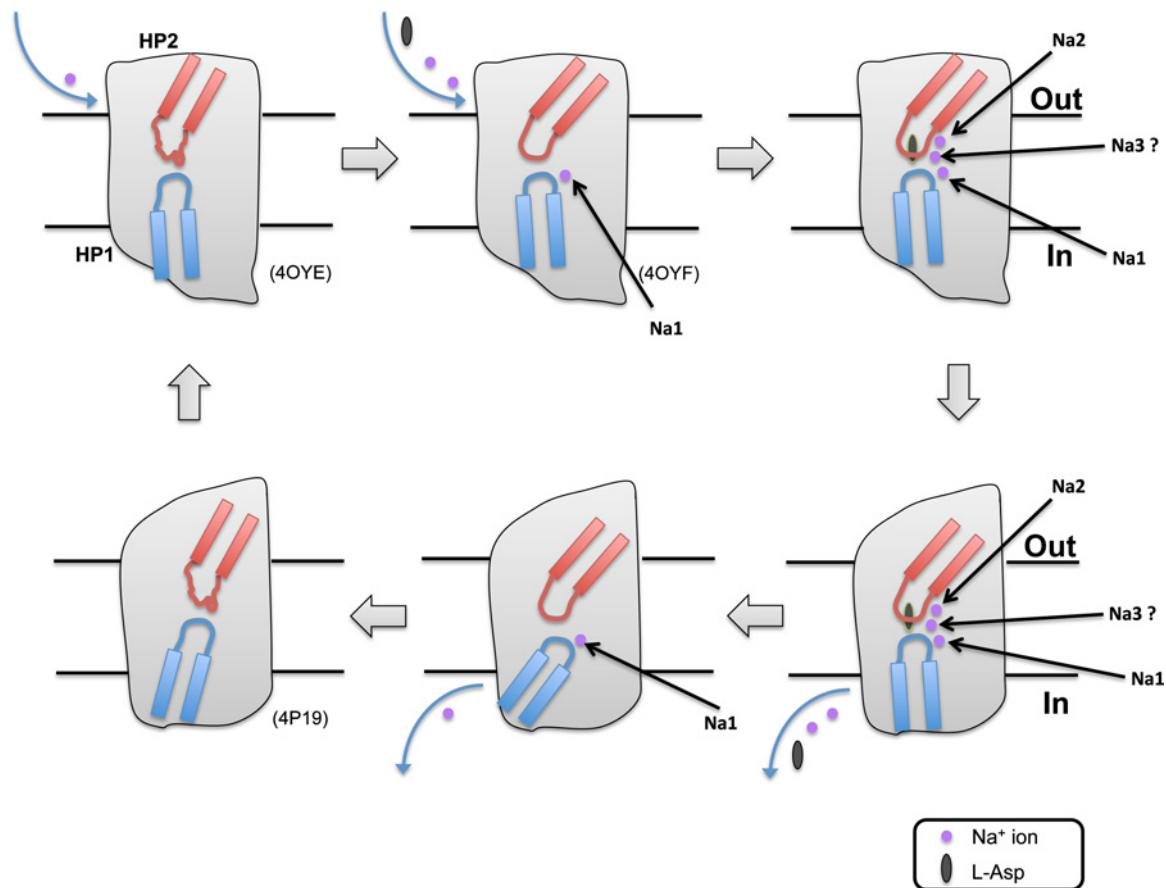 HP2
Na2
Out
Na3 ?
HP1
(4OYE)
(4OYF)
In
Na1
Na1
Na2
Out
Na3 ?
Na1
In
(4P19)
Na1
Na⁺ ion
L-Asp